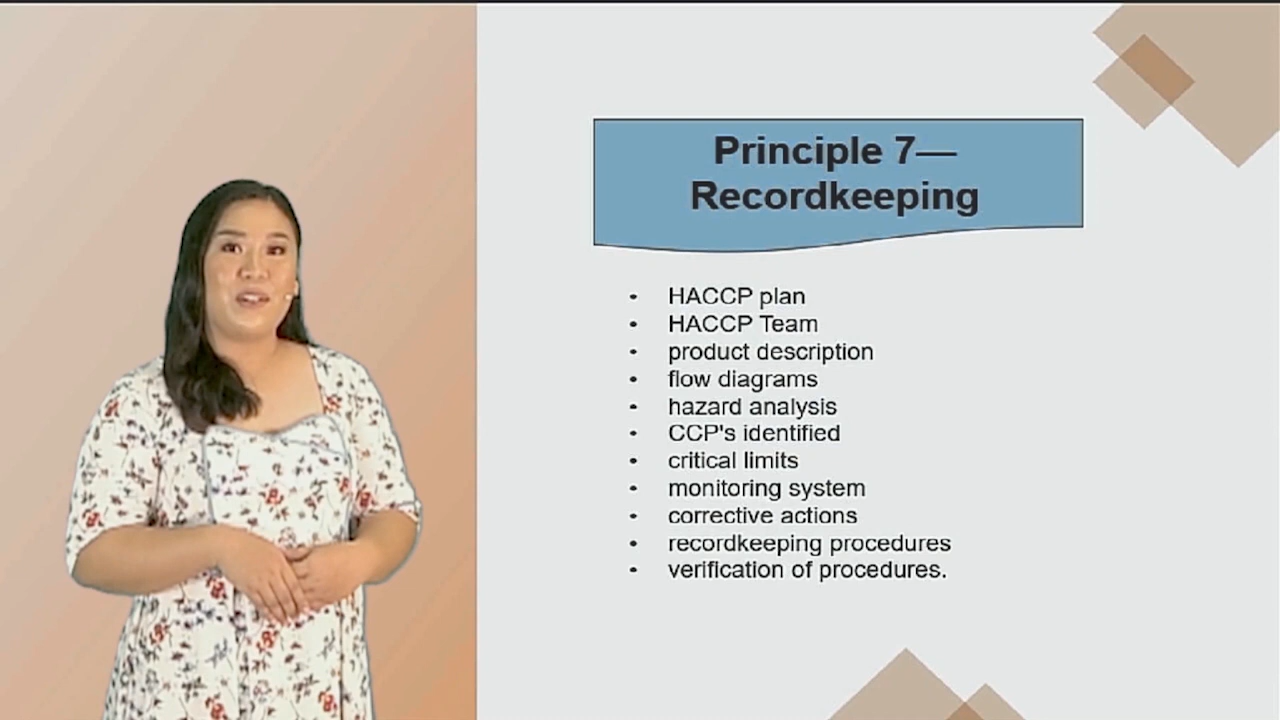 Principle 7—
Recordkeeping
• HACCP plan
• HACCP Team
• product description
• flow diagrams
• hazard analysis
• CCP's identified
• critical limits
• monitoring system
• corrective actions
• recordkeeping procedures
• verification of procedures.